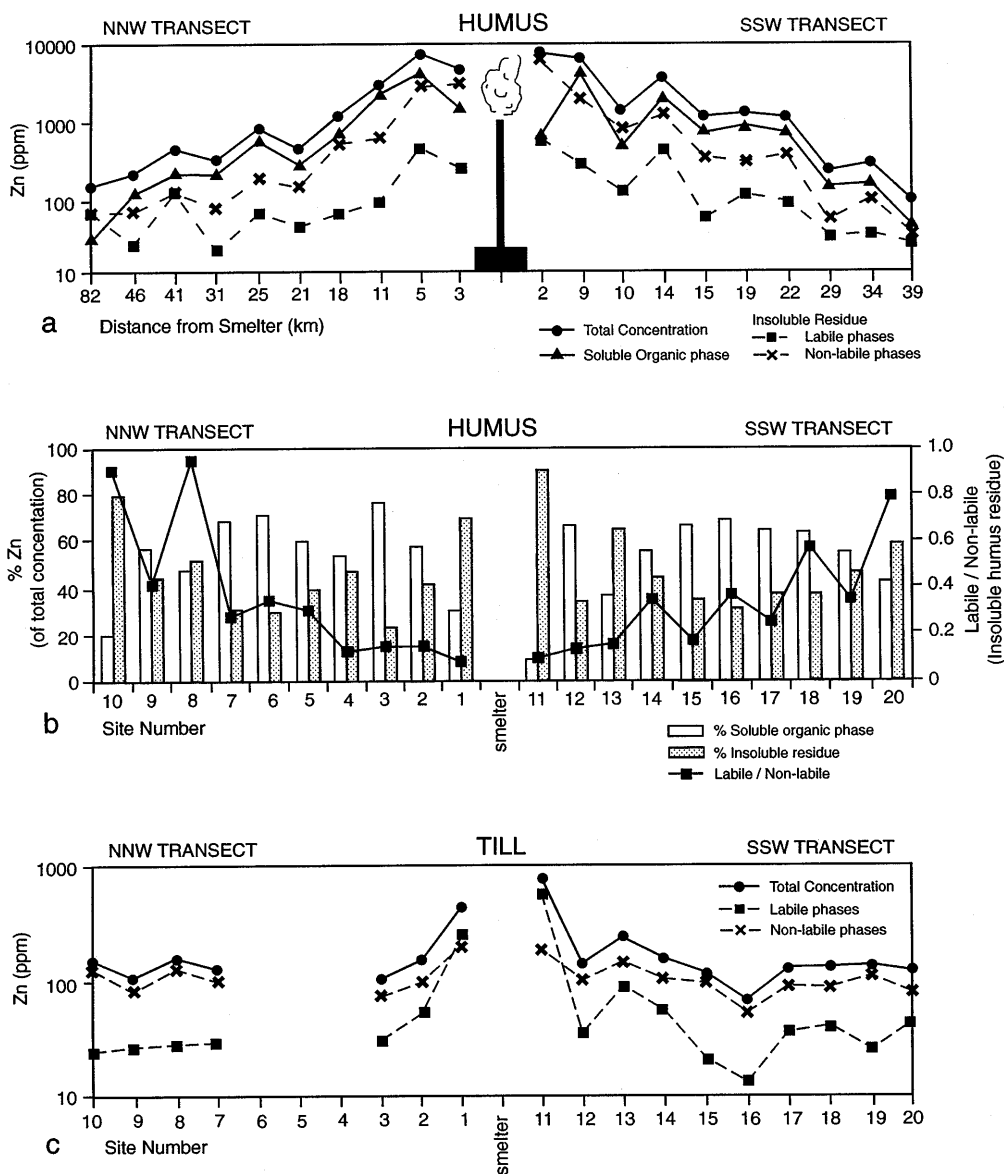 NNW TRANSECT HUMUS SSW TRANSECT
10000
1000
100
10
Zn (ppm)
82 46 41 31 25 21 18 11 5 3 2 9 10 14 15 19 22 29 34 39
a Distance from Smelter (km)
Total Concentration
Soluble Organic phase
Insoluble Residue
Labile phases
Non-labile phases
NNW TRANSECT HUMUS SSW TRANSECT
100
80
60
40
20
0
% Zn
(of total concentration)
1.0
0.8
0.6
0.4
0.2
0
Labile / Non-labile
(Insoluble humus residue)
10 9 8 7 6 5 4 3 2 1 smelter 11 12 13 14 15 16 17 18 19 20
b Site Number
% Soluble organic phase
% Insoluble residue
Labile / Non-labile
NNW TRANSECT TILL SSW TRANSECT
1000
100
10
Zn (ppm)
Total Concentration
Labile phases
Non-labile phases
10 9 8 7 6 5 4 3 2 1 smelter 11 12 13 14 15 16 17 18 19 20
c Site Number